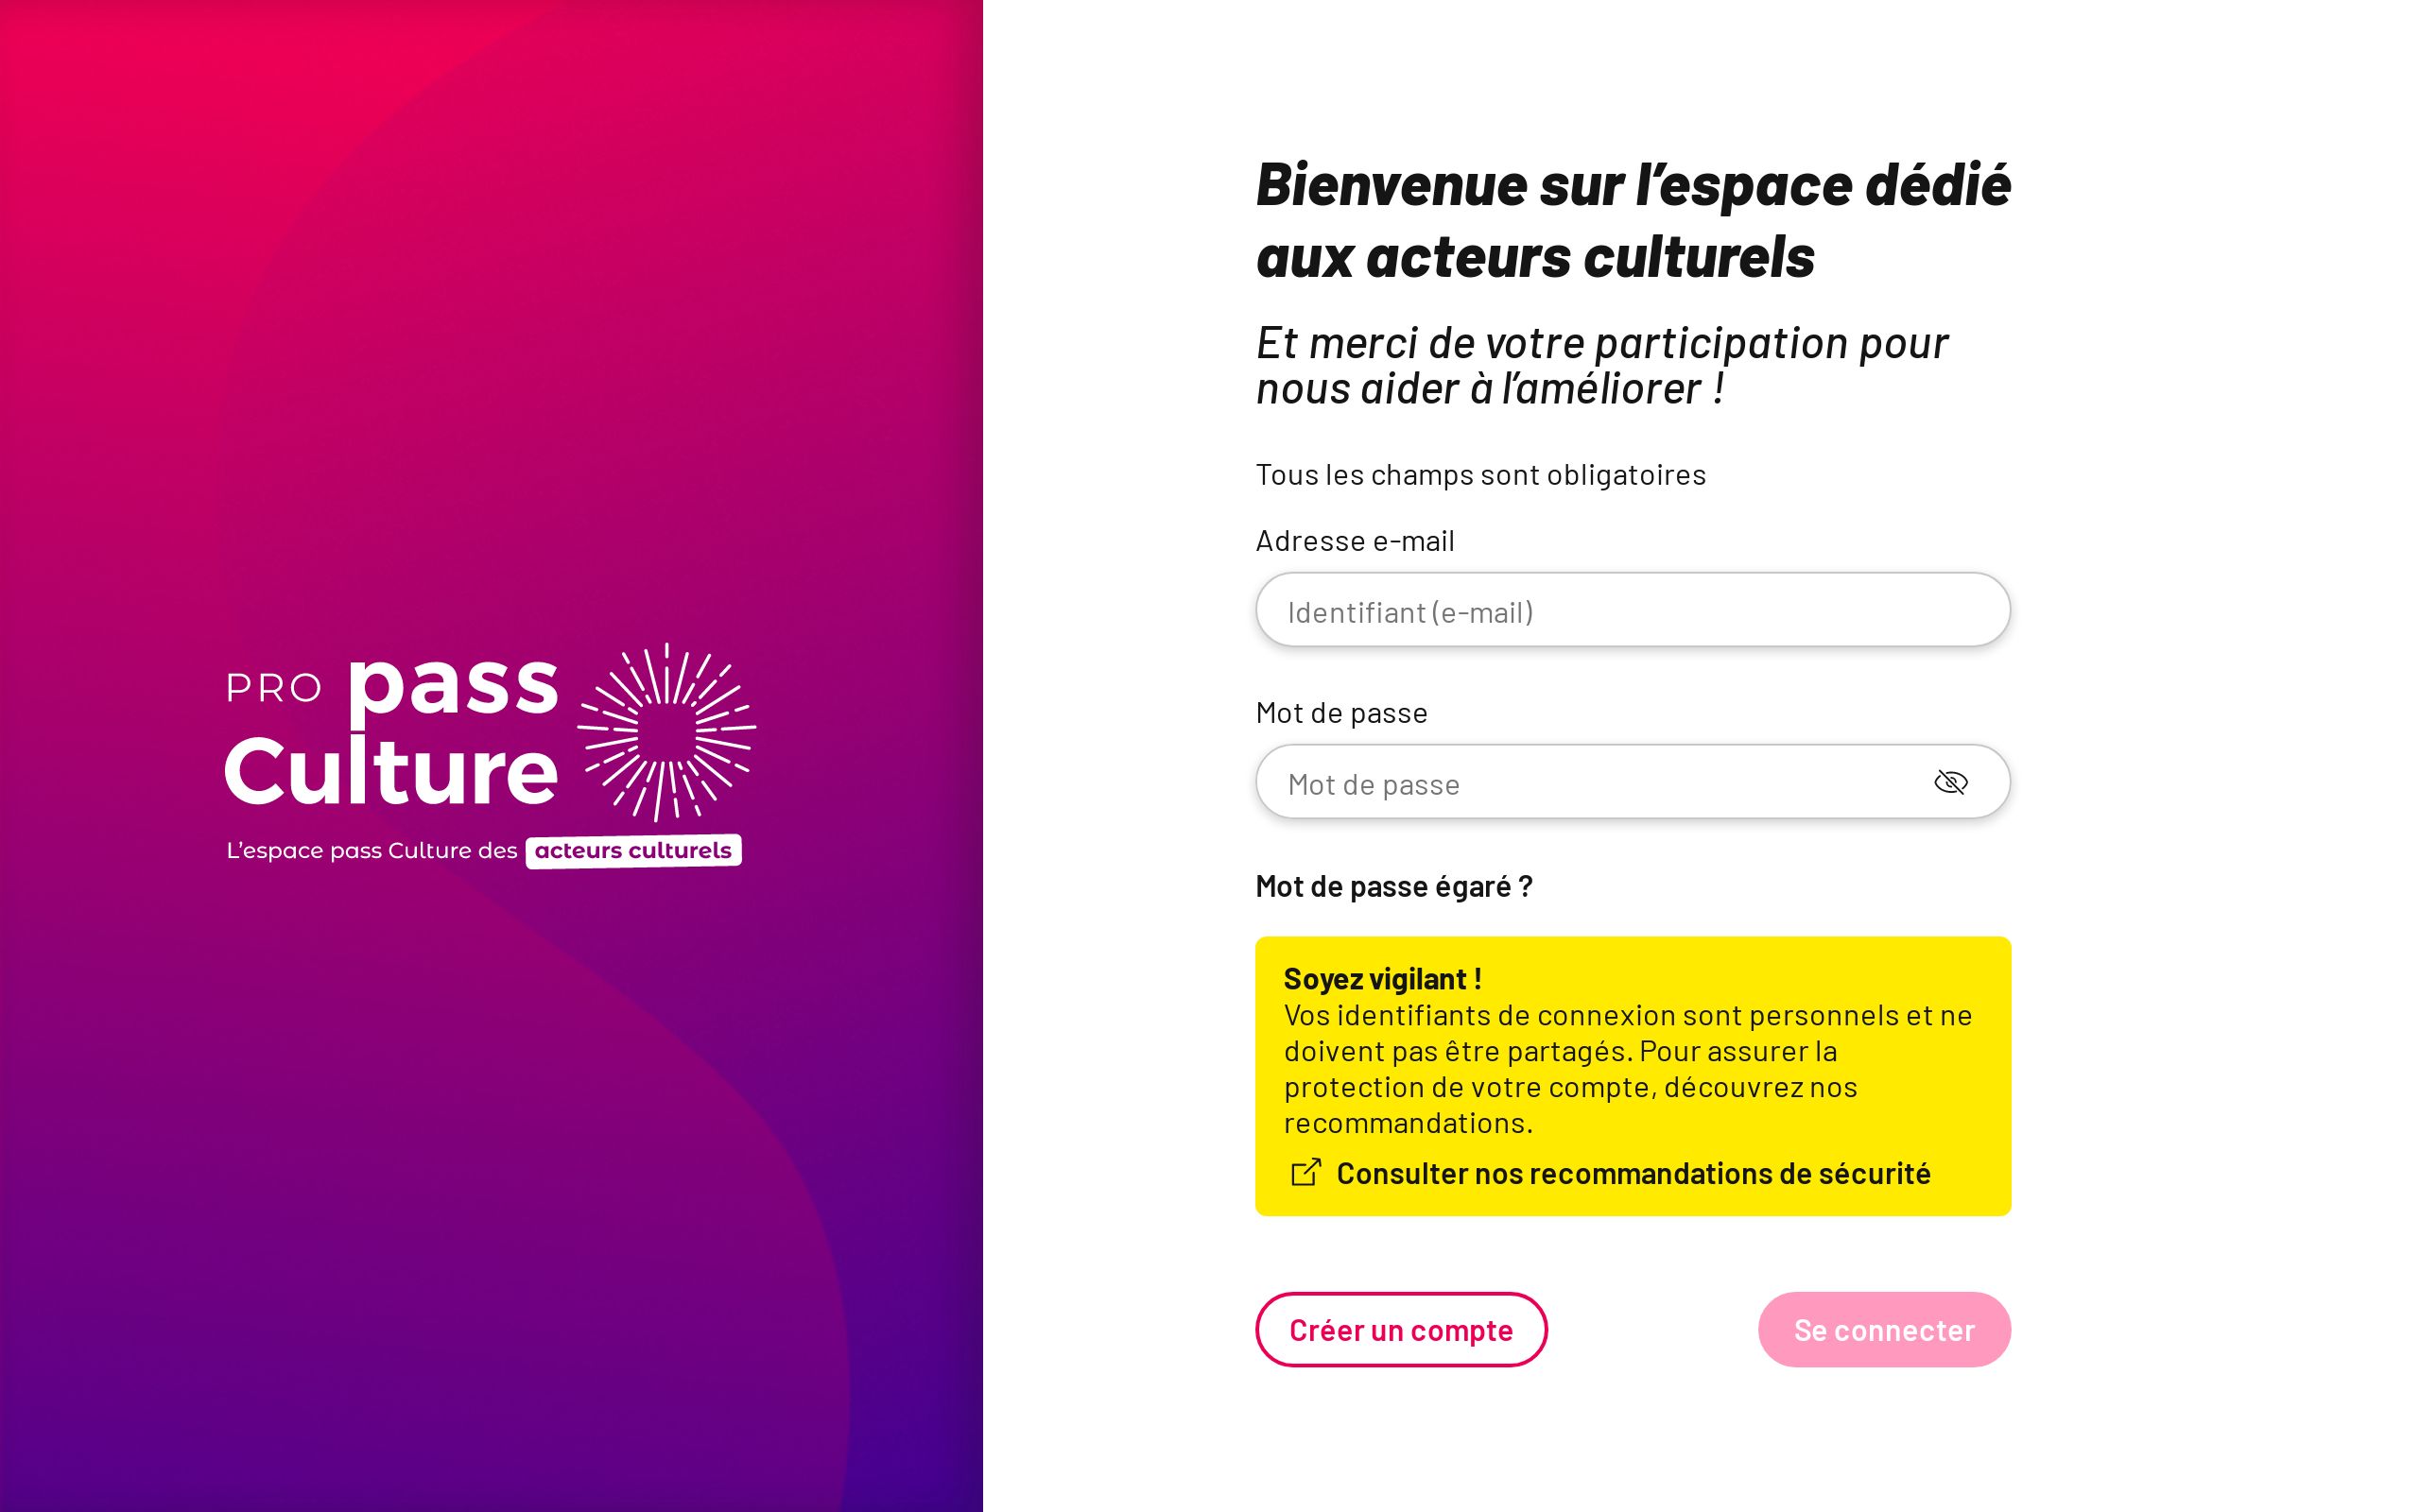 PRO pass
Culture
L’espace pass Culture des acteurs culturels
Bienvenue sur l’espace dédié
aux acteurs culturels
Et merci de votre participation pour
nous aider à l’améliorer !
Tous les champs sont obligatoires
Adresse e-mail
Identifiant (e-mail)
Mot de passe
Mot de passe
Mot de passe égaré ?
Soyez vigilant !
Vos identifiants de connexion sont personnels et ne
doivent pas être partagés. Pour assurer la
protection de votre compte, découvrez nos
recommandations.
Consulter nos recommandations de sécurité
Créer un compte
Se connecter